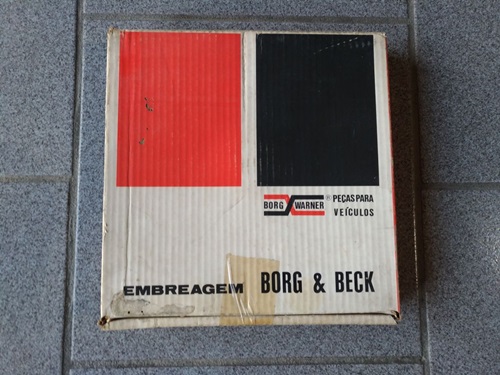 BORG WARNER ® PEÇAS PARA
VEÍCULOS
EMBREAGEM BORG & BECK